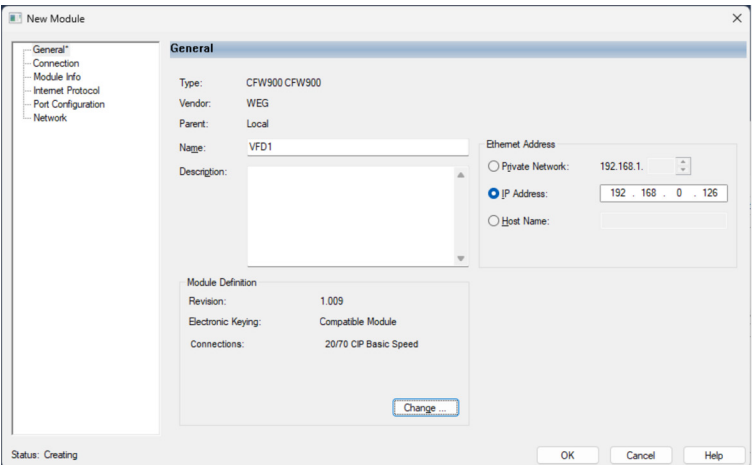 New Module
General*
Connection
Module Info
Internet Protocol
Port Configuration
Network
General
Type: CFW900 CFW900
Vendor: WEG
Parent: Local
Name: VFD1
Description:
Ethernet Address
Private Network: 192.168.1.
IP Address: 192 . 168 . 0 . 126
Host Name:
Module Definition
Revision: 1.009
Electronic Keying: Compatible Module
Connections: 20/70 CIP Basic Speed
Change ...
Status: Creating
OK Cancel Help